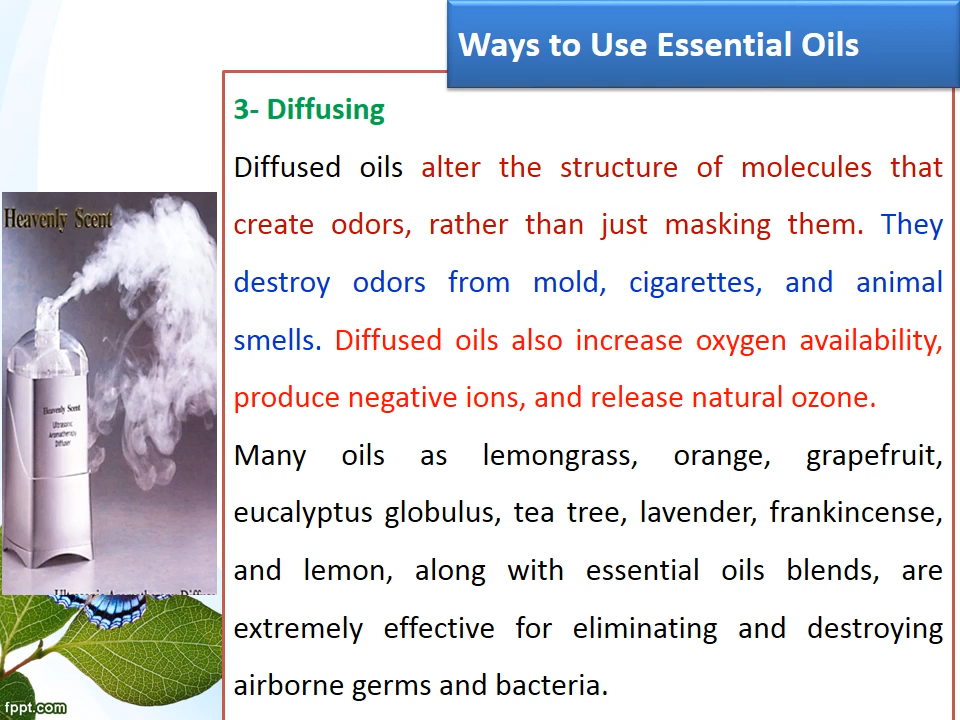 Ways to Use Essential Oils
3- Diffusing
Diffused oils alter the structure of molecules that
create odors, rather than just masking them. They
destroy odors from mold, cigarettes, and animal
smells. Diffused oils also increase oxygen availability,
produce negative ions, and release natural ozone.
Many oils as lemongrass, orange, grapefruit,
eucalyptus globulus, tea tree, lavender, frankincense,
and lemon, along with essential oils blends, are
extremely effective for eliminating and destroying
airborne germs and bacteria.
Heavenly Scent
Heavenly Scent
Ultrasonic
Aromatherapy
Diffuser
fppt.com